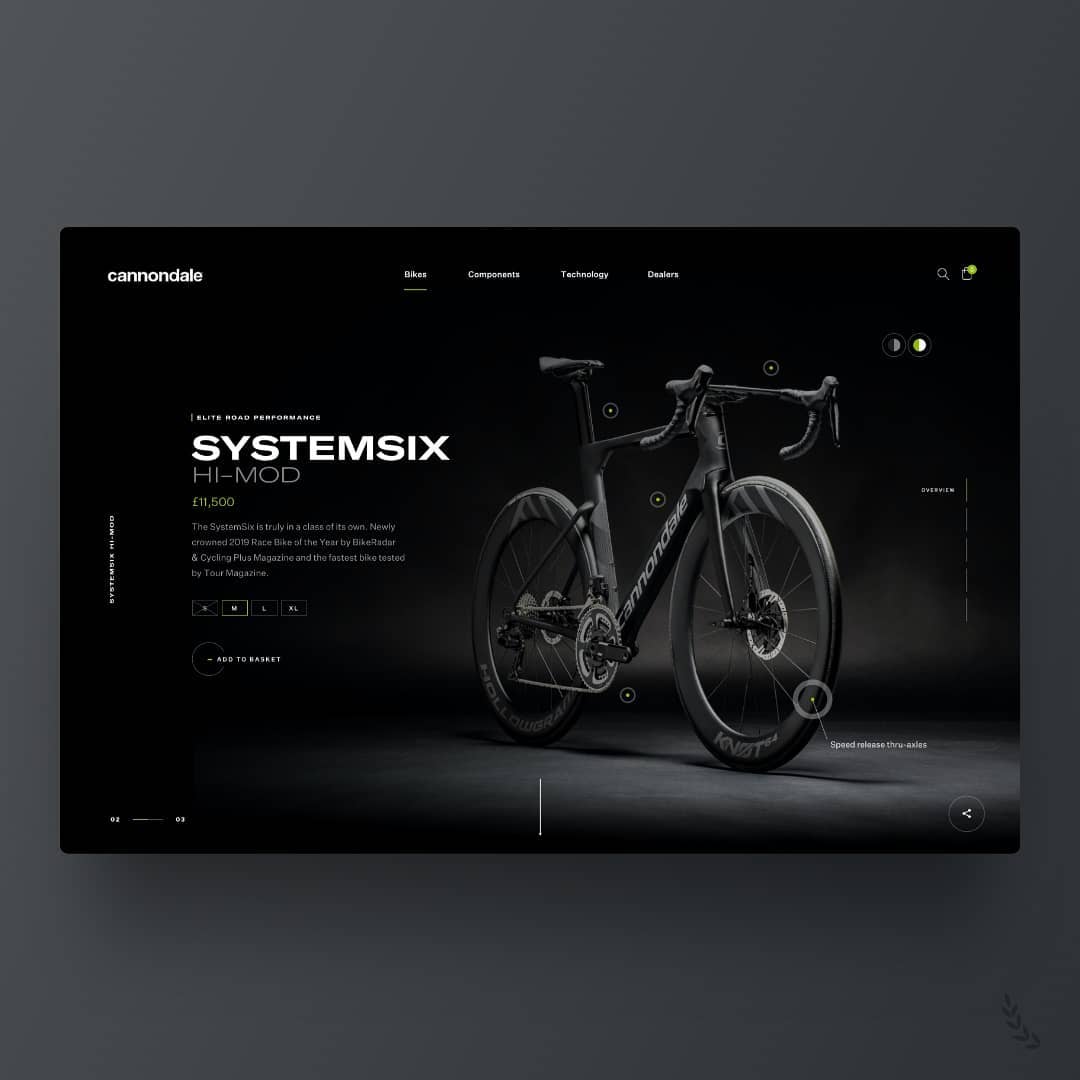 cannondale
Bikes
Components
Technology
Dealers
ELITE ROAD PERFORMANCE
SYSTEMSIX
HI-MOD
£11,500
The SystemSix is truly in a class of its own. Newly
crowned 2019 Race Bike of the Year by BikeRadar
& Cycling Plus Magazine and the fastest bike tested
by Tour Magazine.
S
M
L
XL
ADD TO BASKET
SYSTEMSIX HI-MOD
OVERVIEW
cannondale
HOLLOWGRAM
KNØT64
Speed release thru-axles
02
03